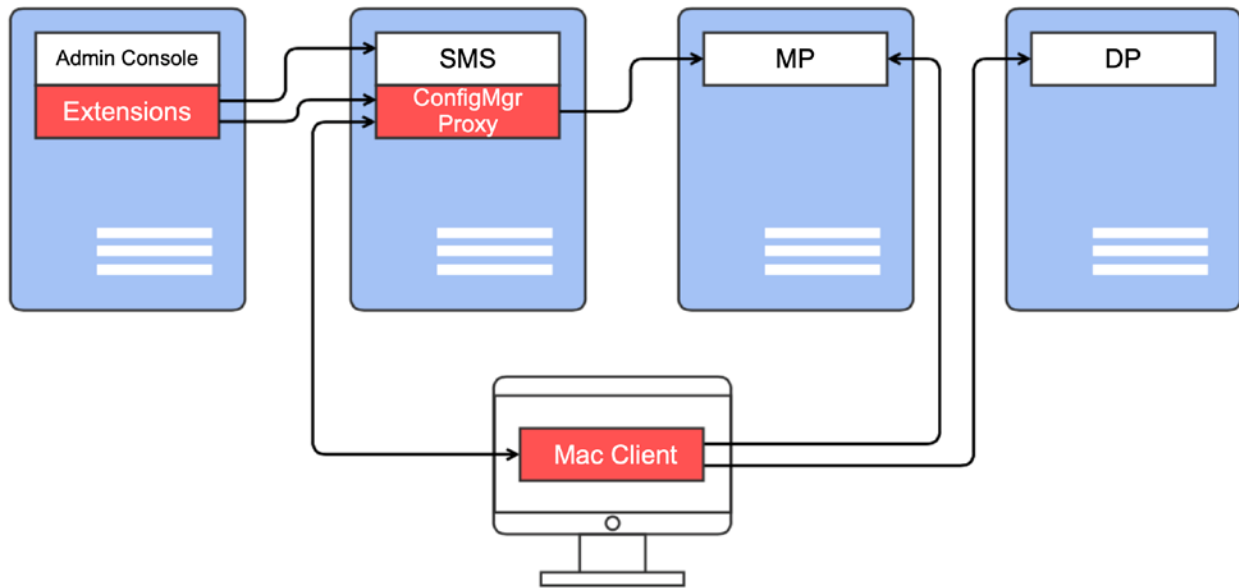 Admin Console
Extensions
SMS
ConfigMgr
Proxy
MP
DP
Mac Client